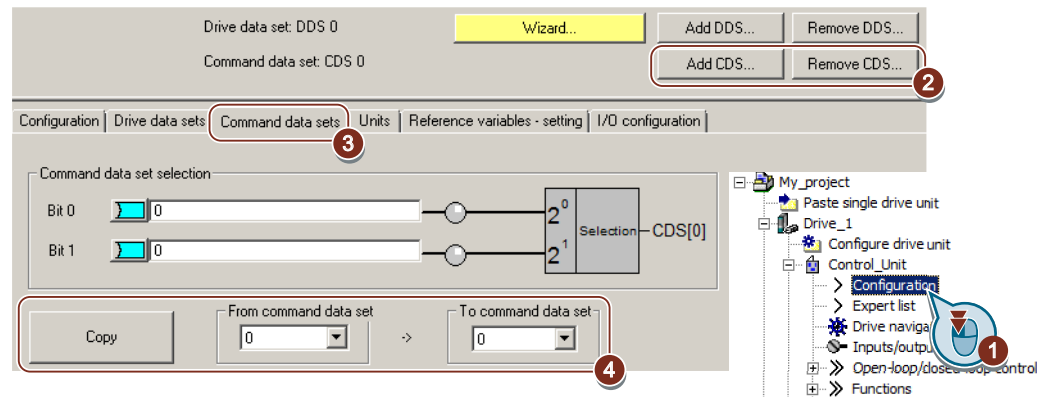 Drive data set: DDS 0
Wizard...
Add DDS...
Remove DDS...
Command data set: CDS 0
Add CDS...
Remove CDS...
2
Configuration
Drive data sets
Command data sets
Units
Reference variables - setting
I/O configuration
3
Command data set selection
Bit 0
0
Bit 1
0
2⁰
2¹
Selection
CDS[0]
Copy
From command data set
0
->
To command data set
0
4
My_project
Paste single drive unit
Drive_1
Configure drive unit
Control_Unit
Configuration
Expert list
Drive naviga
Inputs/outpu
1
Open-loop/closed-loop control
Functions